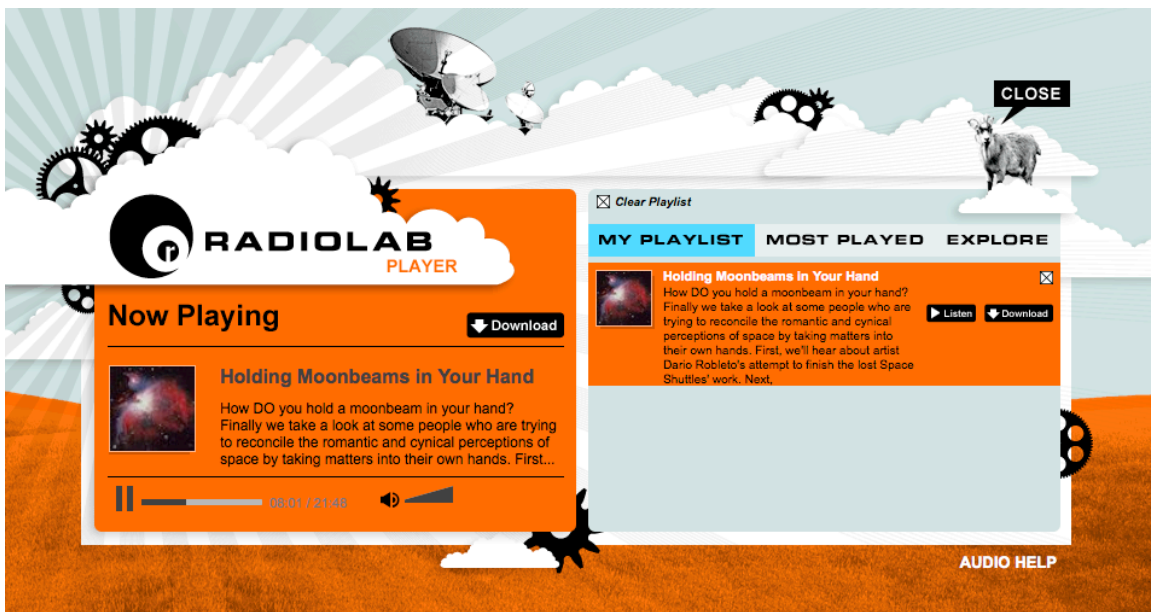 CLOSE
r RADIOLAB
PLAYER
Now Playing
Download
Holding Moonbeams in Your Hand
How DO you hold a moonbeam in your hand?
Finally we take a look at some people who are trying
to reconcile the romantic and cynical perceptions of
space by taking matters into their own hands. First...
08:01 / 21:46
Clear Playlist
MY PLAYLIST MOST PLAYED EXPLORE
Holding Moonbeams in Your Hand
How DO you hold a moonbeam in your hand?
Finally we take a look at some people who are
trying to reconcile the romantic and cynical
perceptions of space by taking matters into
their own hands. First, we'll hear about artist
Dario Robleto's attempt to finish the lost Space
Shuttles' work. Next,
Listen Download
AUDIO HELP